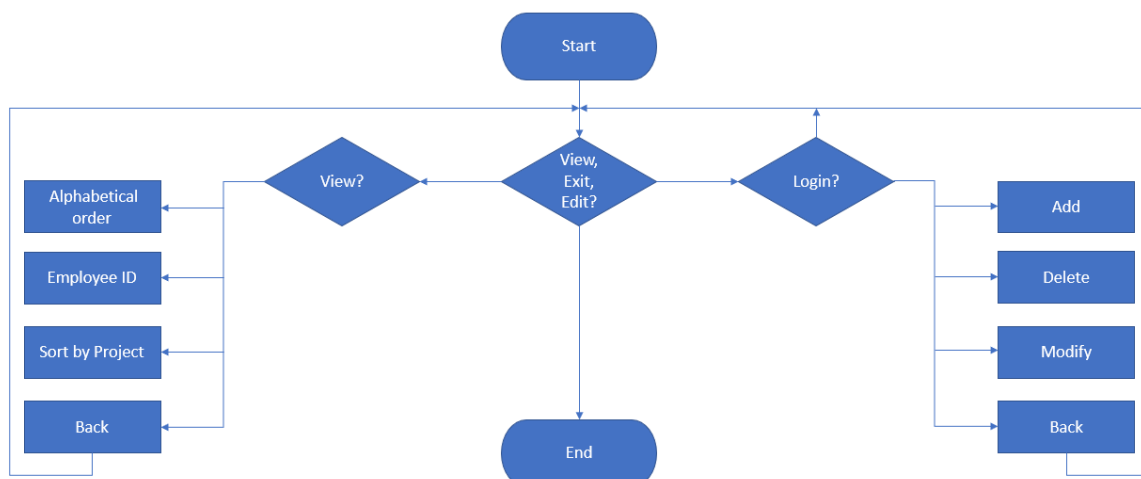 Start
View?
View,
Exit,
Edit?
Login?
Alphabetical
order
Add
Employee ID
Delete
Sort by Project
Modify
Back
Back
End